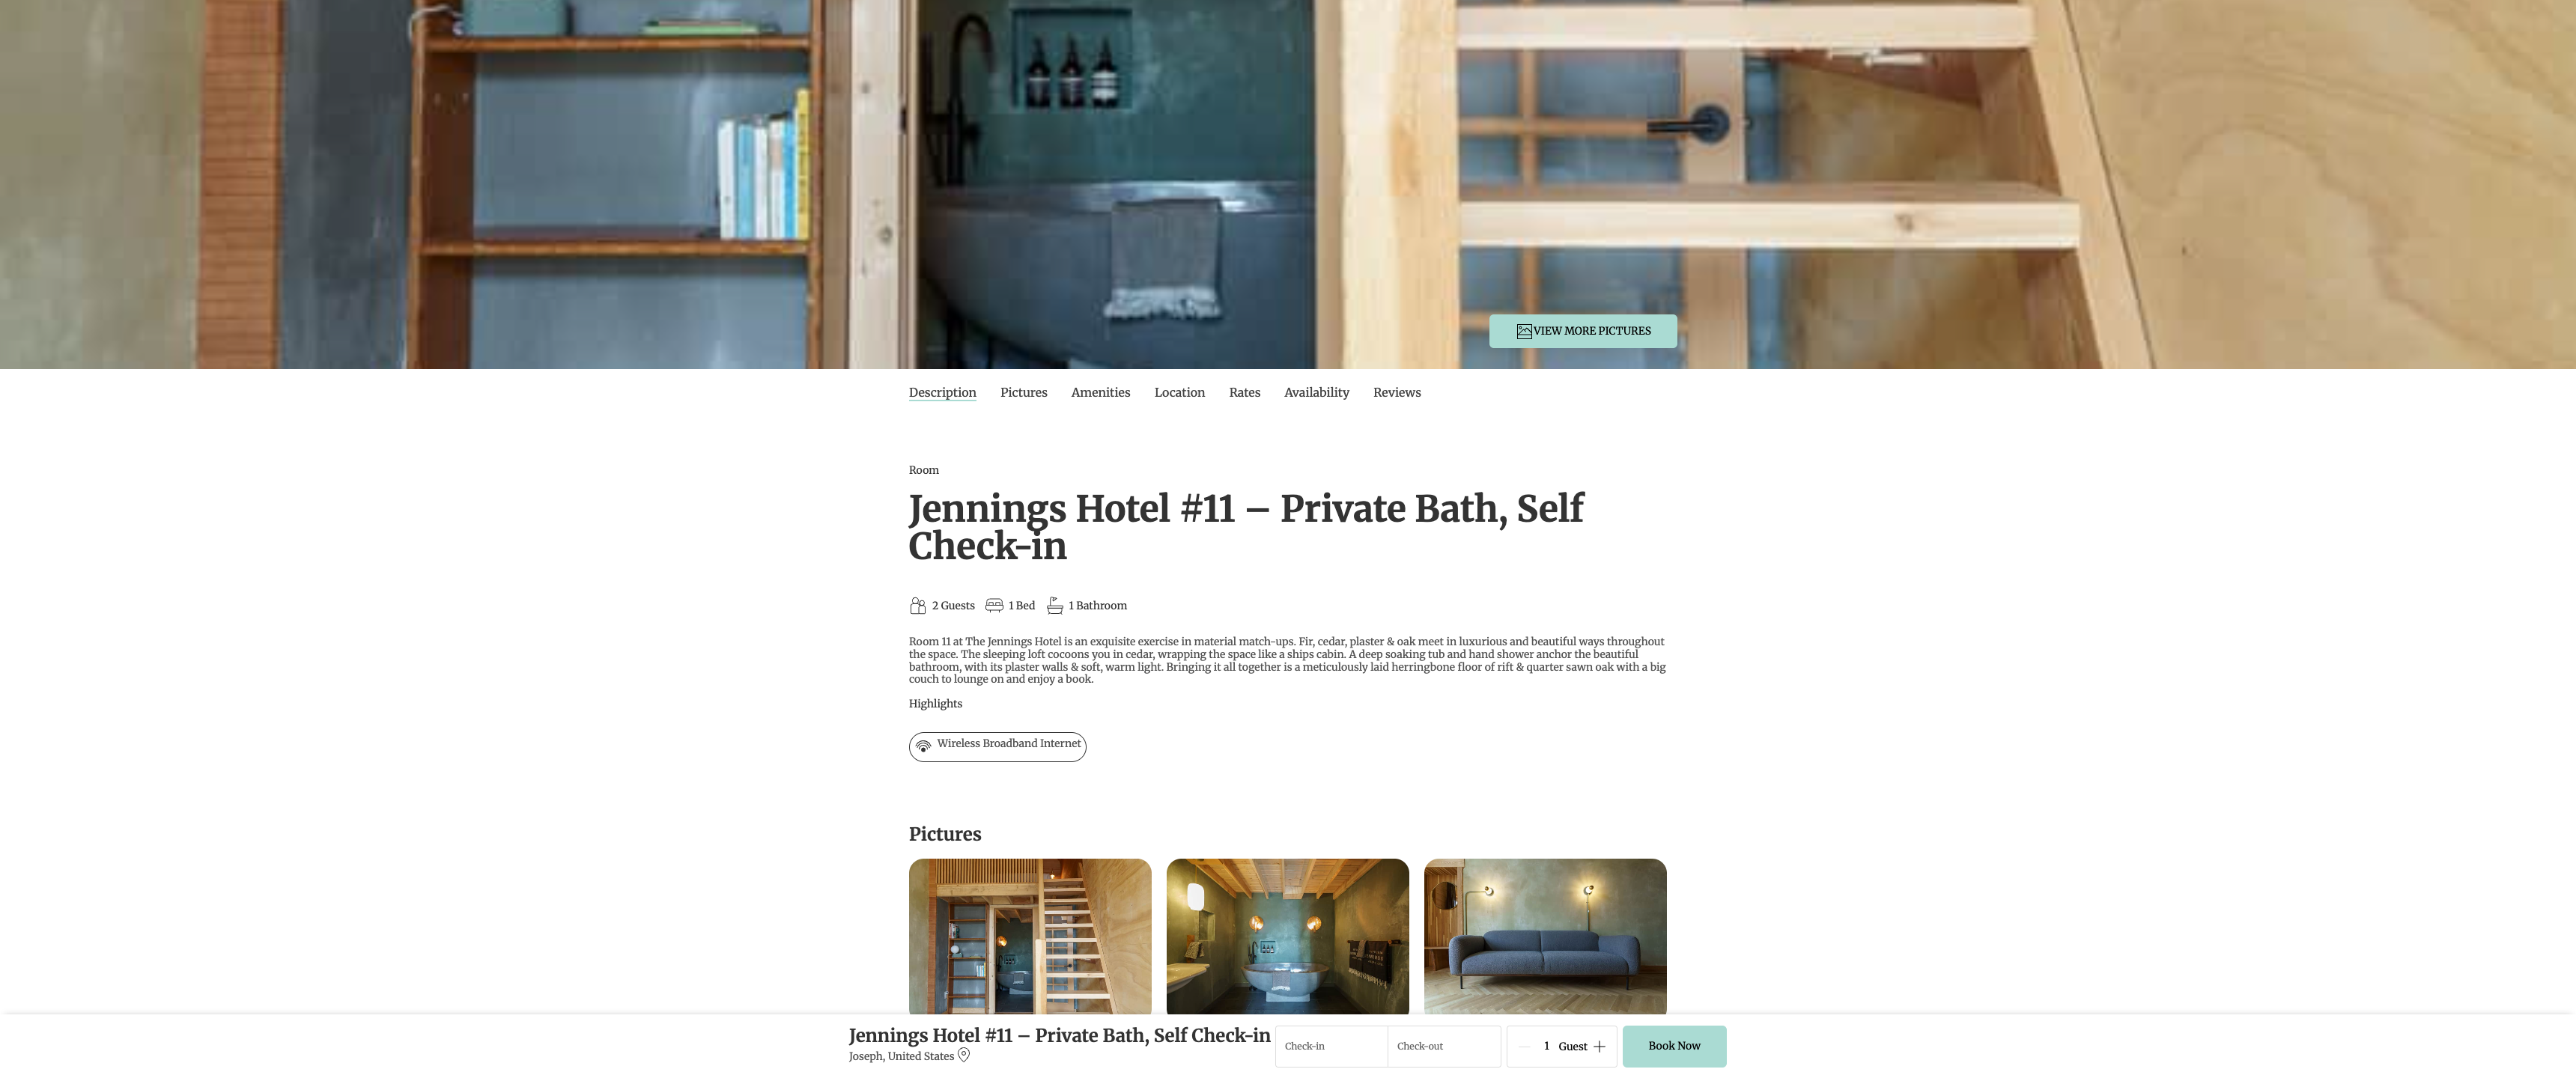 VIEW MORE PICTURES
Description Pictures Amenities Location Rates Availability Reviews
Room
Jennings Hotel #11 – Private Bath, Self
Check-in
2 Guests 1 Bed 1 Bathroom
Room 11 at The Jennings Hotel is an exquisite exercise in material match-ups. Fir, cedar, plaster & oak meet in luxurious and beautiful ways throughout
the space. The sleeping loft cocoons you in cedar, wrapping the space like a ships cabin. A deep soaking tub and hand shower anchor the beautiful
bathroom, with its plaster walls & soft, warm light. Bringing it all together is a meticulously laid herringbone floor of rift & quarter sawn oak with a big
couch to lounge on and enjoy a book.
Highlights
Wireless Broadband Internet
Pictures
Jennings Hotel #11 – Private Bath, Self Check-in
Joseph, United States
Check-in Check-out 1 Guest Book Now